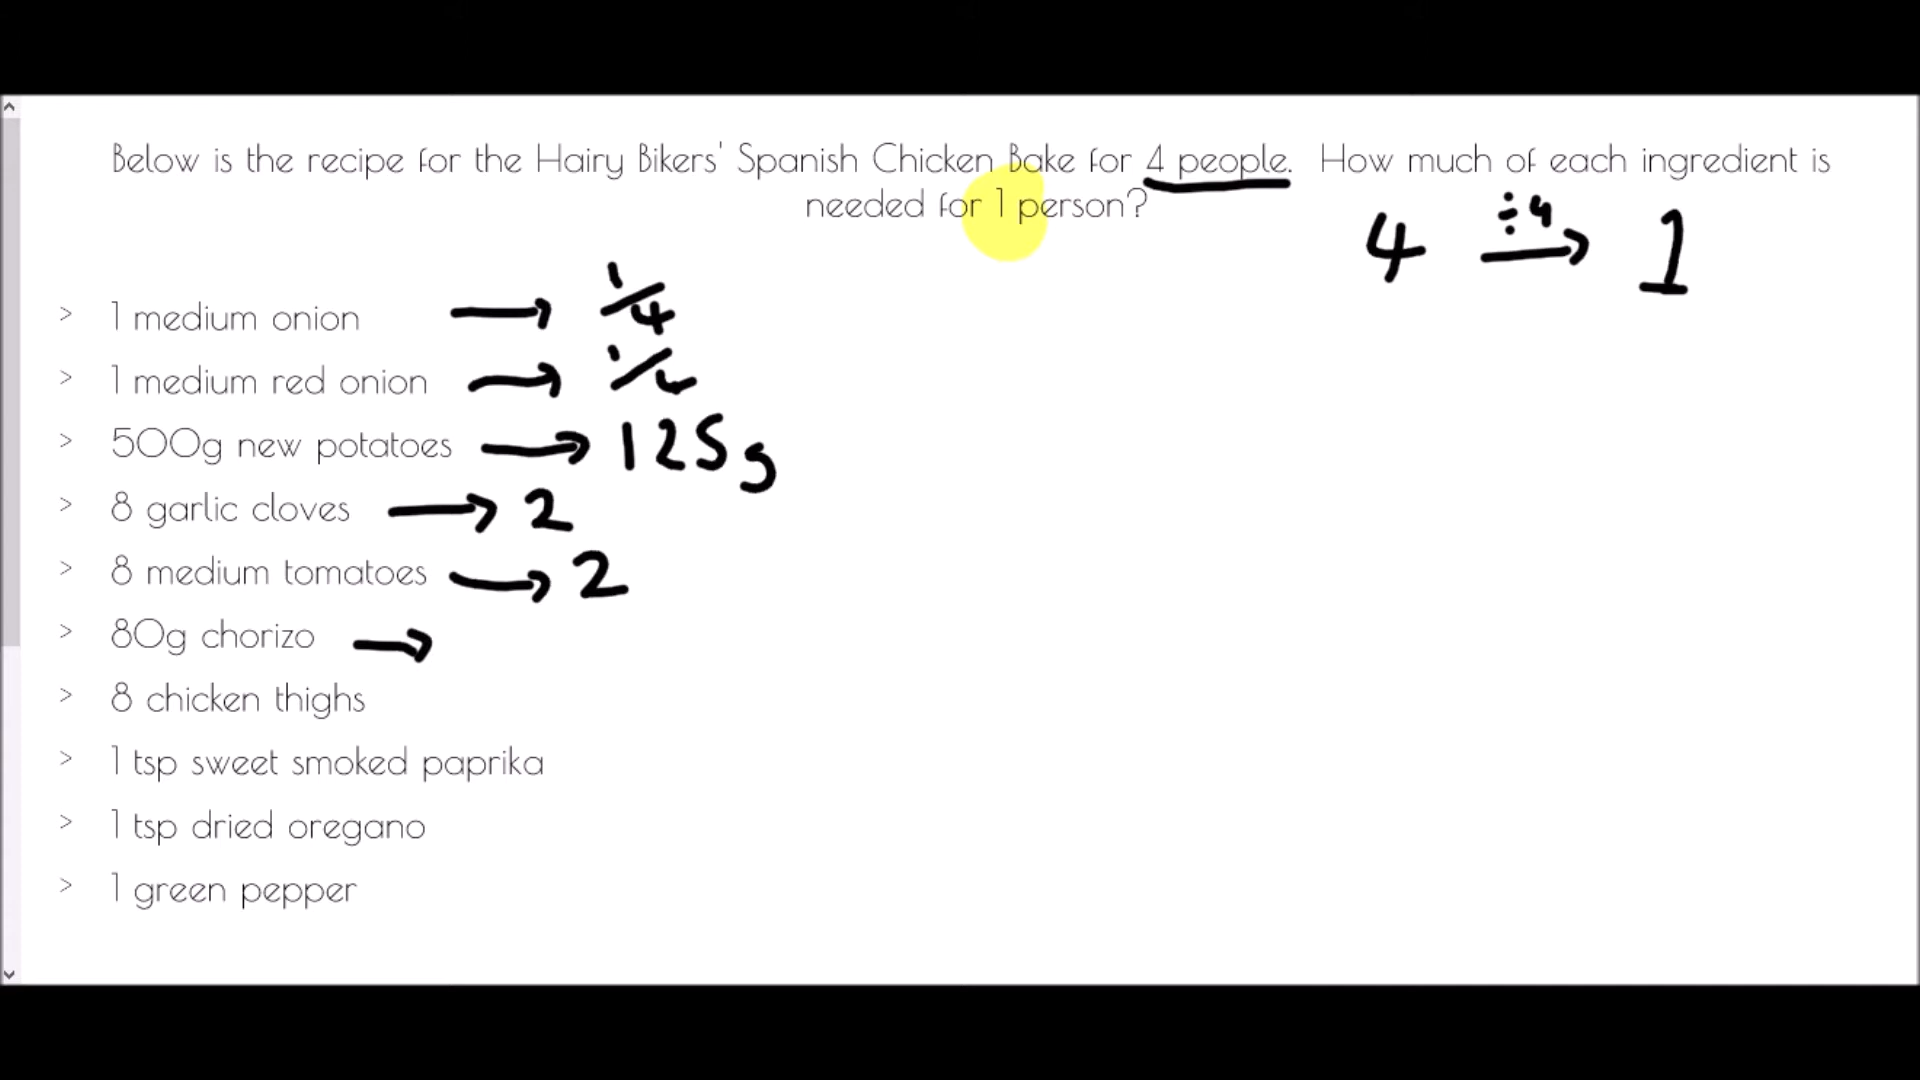 Below is the recipe for the Hairy Bikers' Spanish Chicken Bake for 4 people. How much of each ingredient is
needed for 1 person?
4 ÷4 → 1
> 1 medium onion → 1/4
> 1 medium red onion → 1/4
> 500g new potatoes → 125g
> 8 garlic cloves → 2
> 8 medium tomatoes → 2
> 80g chorizo →
> 8 chicken thighs
> 1 tsp sweet smoked paprika
> 1 tsp dried oregano
> 1 green pepper